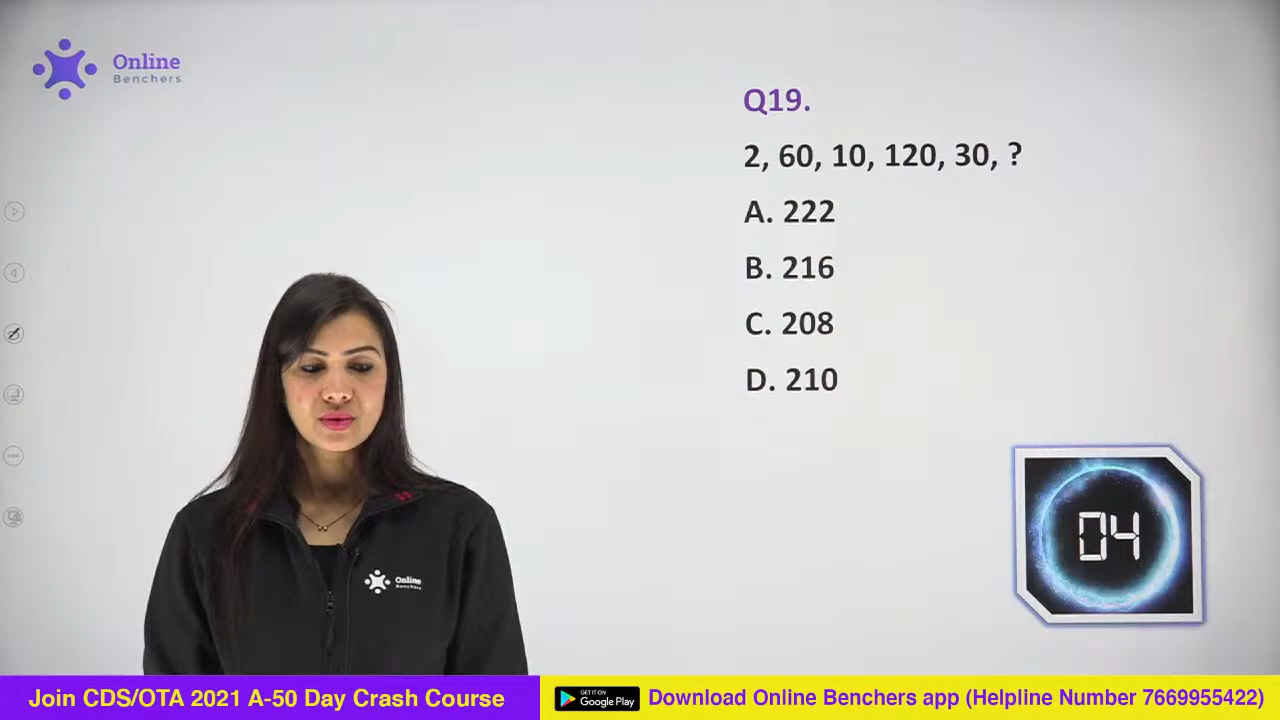 Online
Benchers
Q19.
2, 60, 10, 120, 30, ?
A. 222
B. 216
C. 208
D. 210
04
Online
Benchers
Join CDS/OTA 2021 A-50 Day Crash Course
GET IT ON
Google Play
Download Online Benchers app (Helpline Number 7669955422)